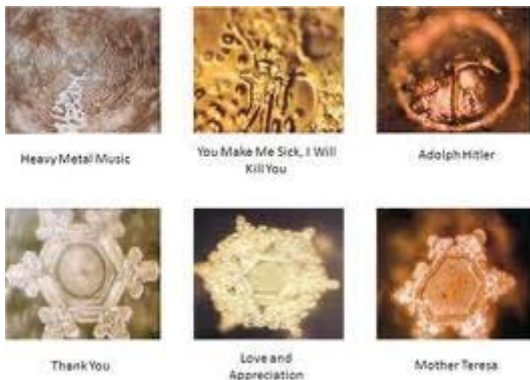 Heavy Metal Music
You Make Me Sick, I Will
Kill You
Adolph Hitler
Thank You
Love and
Appreciation
Mother Teresa